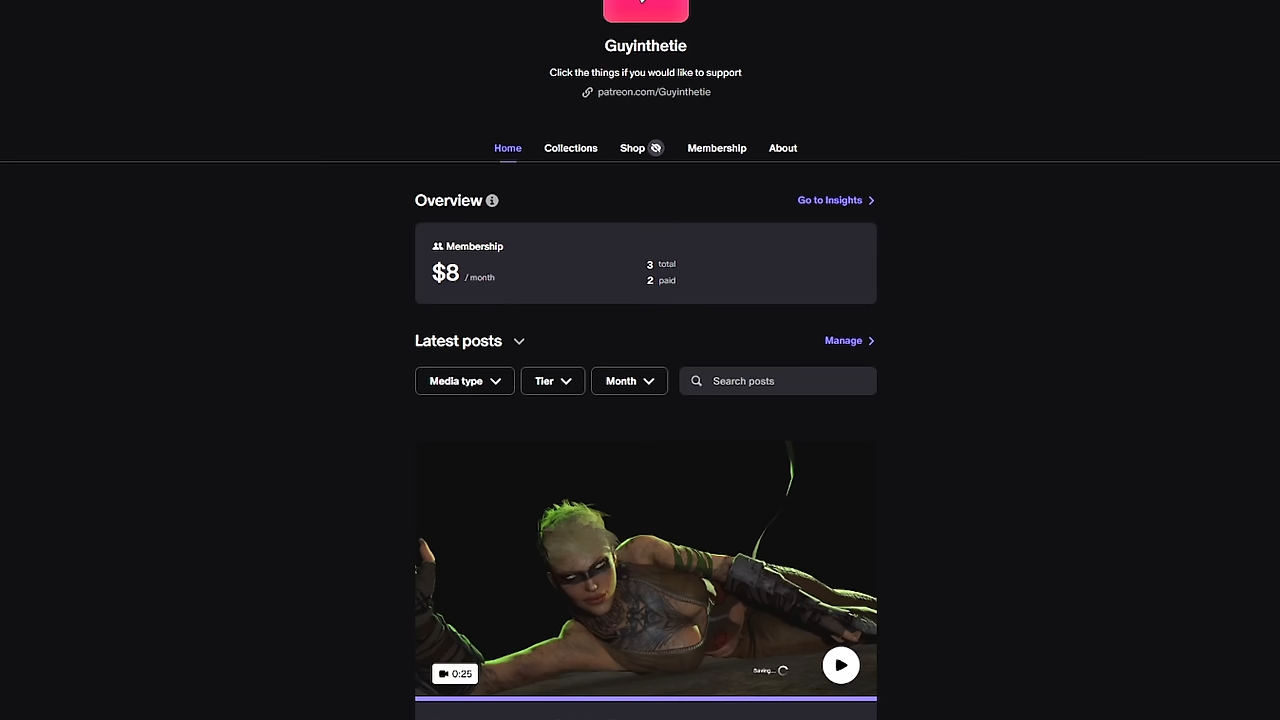 Guyinthetie
Click the things if you would like to support
patreon.com/Guyinthetie
Home Collections Shop Membership About
Overview Go to Insights
Membership
$8 / month
3 total
2 paid
Latest posts Manage
Media type Tier Month Search posts
Saving...
0:25